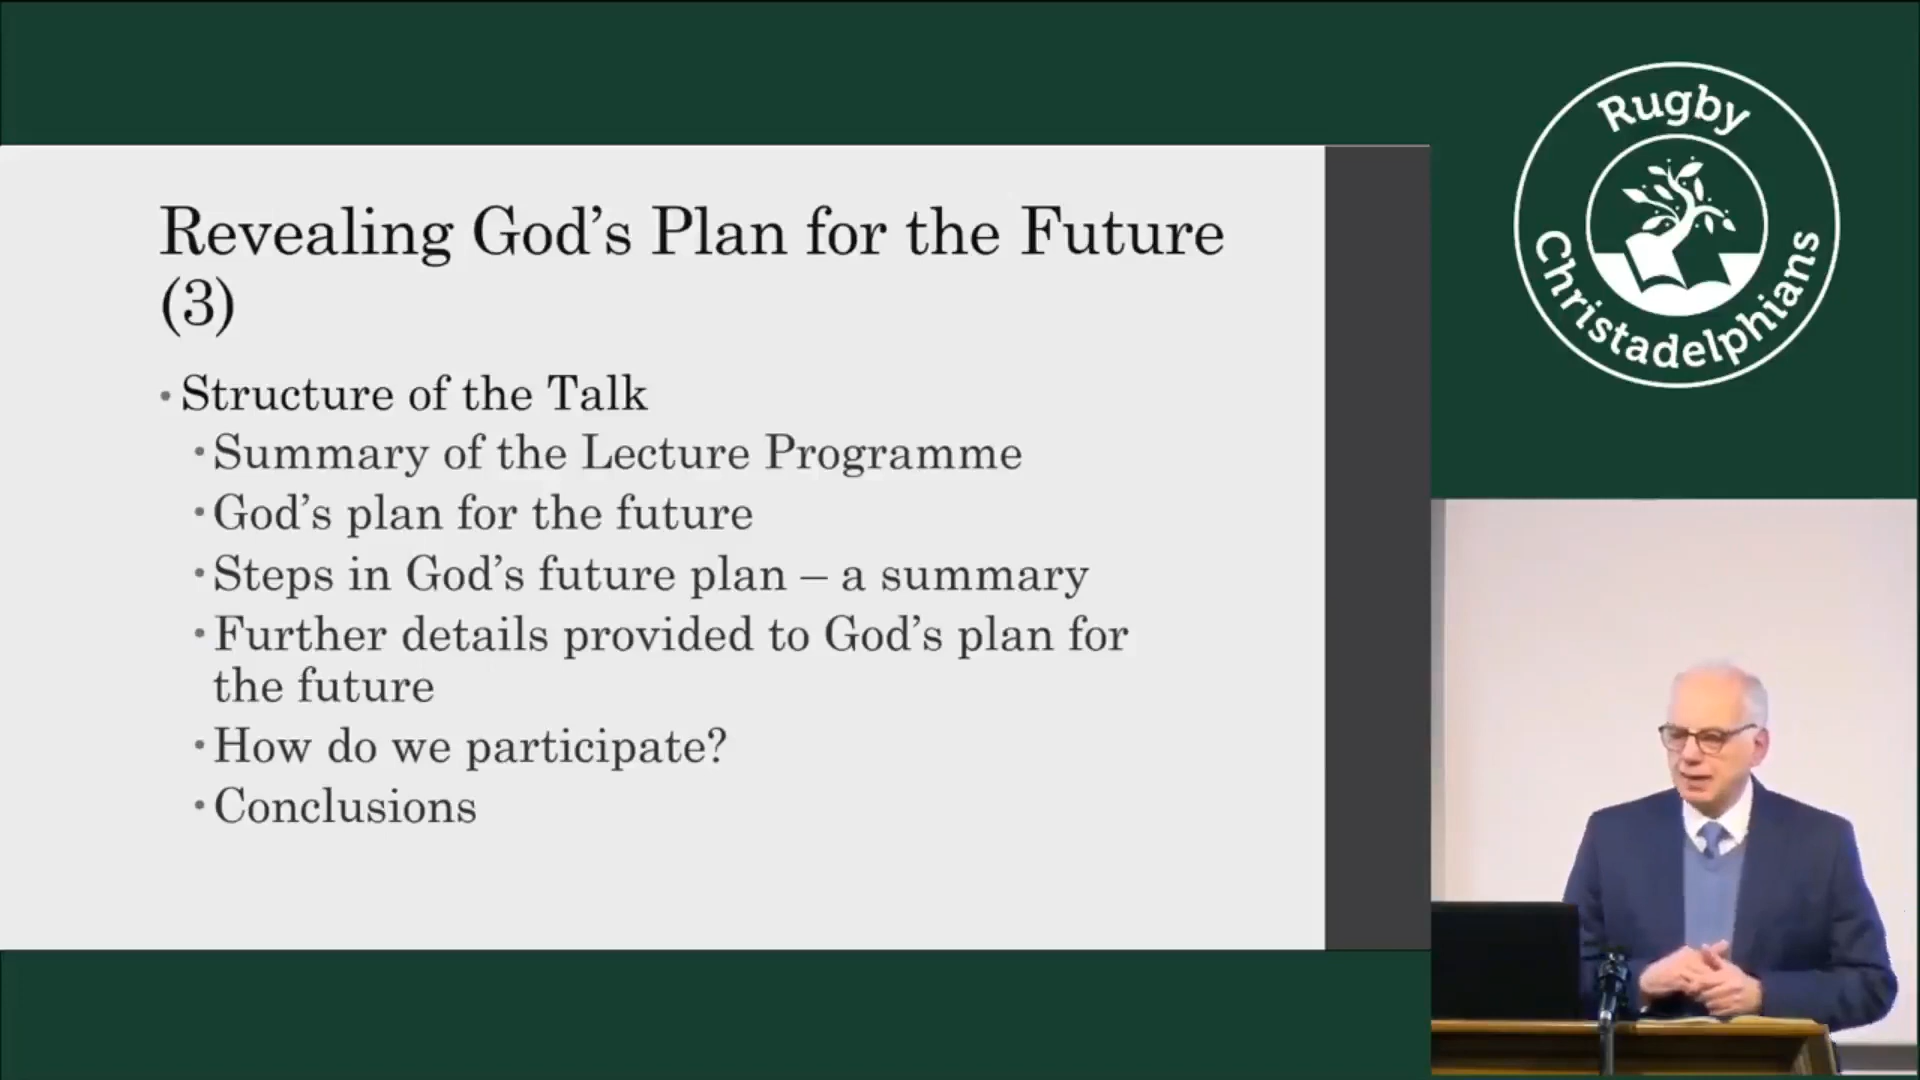 Revealing God's Plan for the Future
(3)
• Structure of the Talk
• Summary of the Lecture Programme
• God's plan for the future
• Steps in God's future plan – a summary
• Further details provided to God's plan for
the future
• How do we participate?
• Conclusions
Rugby
Christadelphians